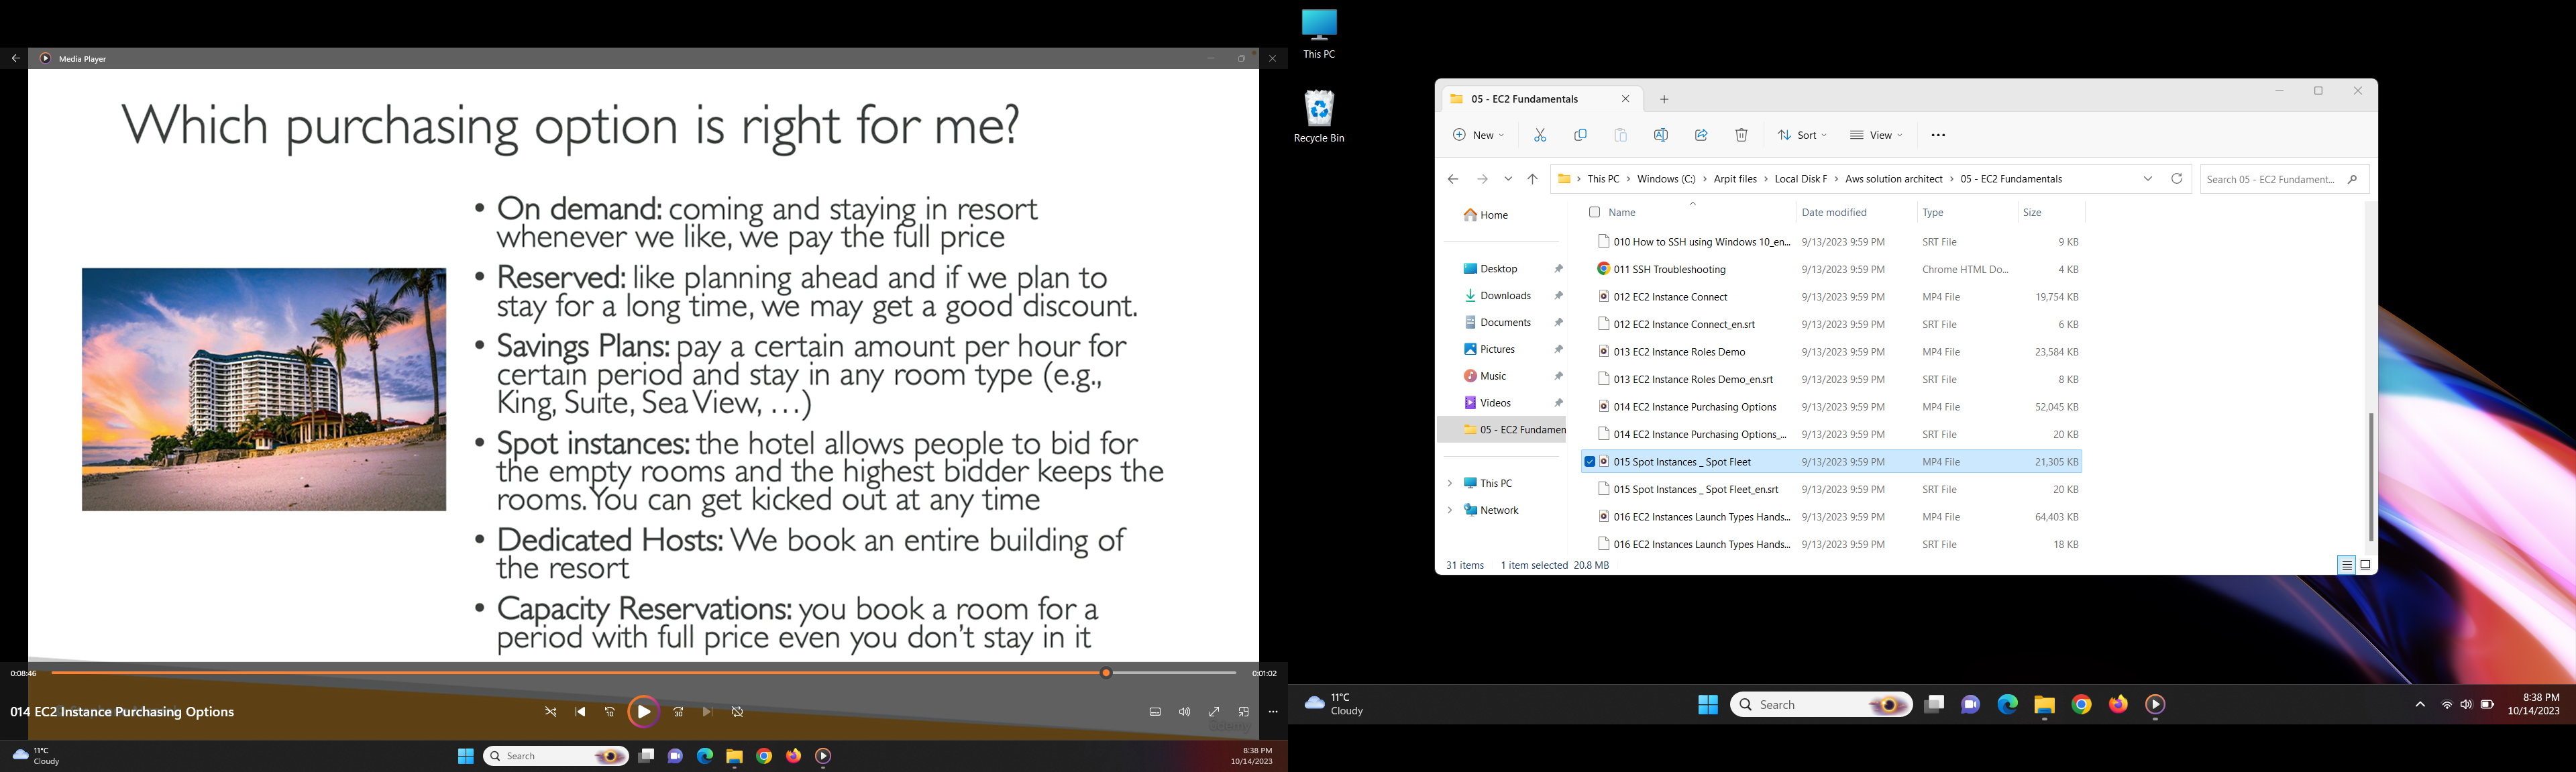 Media Player
Which purchasing option is right for me?
• On demand: coming and staying in resort
whenever we like, we pay the full price
• Reserved: like planning ahead and if we plan to
stay for a long time, we may get a good discount.
• Savings Plans: pay a certain amount per hour for
certain period and stay in any room type (e.g.,
King, Suite, Sea View, …)
• Spot instances: the hotel allows people to bid for
the empty rooms and the highest bidder keeps the
rooms. You can get kicked out at any time
• Dedicated Hosts: We book an entire building of
the resort
• Capacity Reservations: you book a room for a
period with full price even you don't stay in it
0:08:46
0:01:02
014 EC2 Instance Purchasing Options
10
30
11°C
Cloudy
Search
8:38 PM
10/14/2023
This PC
Recycle Bin
05 - EC2 Fundamentals
New
Sort
View
This PC > Windows (C:) > Arpit files > Local Disk F > Aws solution architect > 05 - EC2 Fundamentals
Search 05 - EC2 Fundament...
Home
Desktop
Downloads
Documents
Pictures
Music
Videos
05 - EC2 Fundamen
This PC
Network
Name Date modified Type Size
010 How to SSH using Windows 10_en... 9/13/2023 9:59 PM SRT File 9 KB
011 SSH Troubleshooting 9/13/2023 9:59 PM Chrome HTML Do... 4 KB
012 EC2 Instance Connect 9/13/2023 9:59 PM MP4 File 19,754 KB
012 EC2 Instance Connect_en.srt 9/13/2023 9:59 PM SRT File 6 KB
013 EC2 Instance Roles Demo 9/13/2023 9:59 PM MP4 File 23,584 KB
013 EC2 Instance Roles Demo_en.srt 9/13/2023 9:59 PM SRT File 8 KB
014 EC2 Instance Purchasing Options 9/13/2023 9:59 PM MP4 File 52,045 KB
014 EC2 Instance Purchasing Options_... 9/13/2023 9:59 PM SRT File 20 KB
015 Spot Instances _ Spot Fleet 9/13/2023 9:59 PM MP4 File 21,305 KB
015 Spot Instances _ Spot Fleet_en.srt 9/13/2023 9:59 PM SRT File 20 KB
016 EC2 Instances Launch Types Hands... 9/13/2023 9:59 PM MP4 File 64,403 KB
016 EC2 Instances Launch Types Hands... 9/13/2023 9:59 PM SRT File 18 KB
31 items 1 item selected 20.8 MB
11°C
Cloudy
Search
8:38 PM
10/14/2023